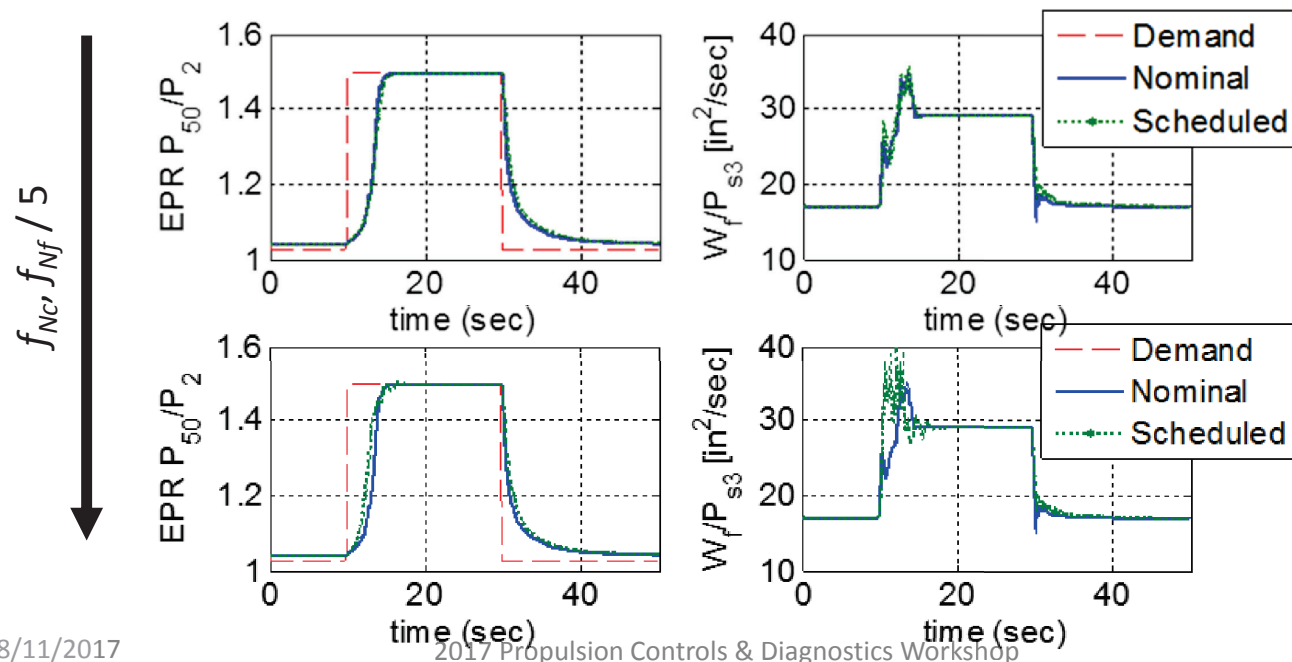 f_Nc, f_Nf / 5
EPR P_50/P_2
1.6
1.4
1.2
1
0
20
40
time (sec)
W_f/P_s3 [in^2/sec]
40
30
20
10
0
20
40
time (sec)
Demand
Nominal
Scheduled
EPR P_50/P_2
1.6
1.4
1.2
1
0
20
40
time (sec)
W_f/P_s3 [in^2/sec]
40
30
20
10
0
20
40
time (sec)
Demand
Nominal
Scheduled
8/11/2017
2017 Propulsion Controls & Diagnostics Workshop